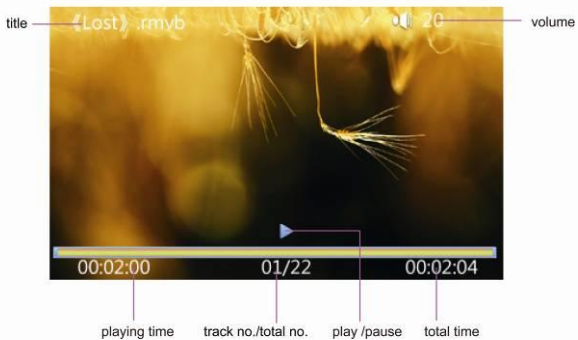 title
《Lost》.rmvb
20
volume
00:02:00
01/22
00:02:04
playing time
track no./total no.
play /pause
total time